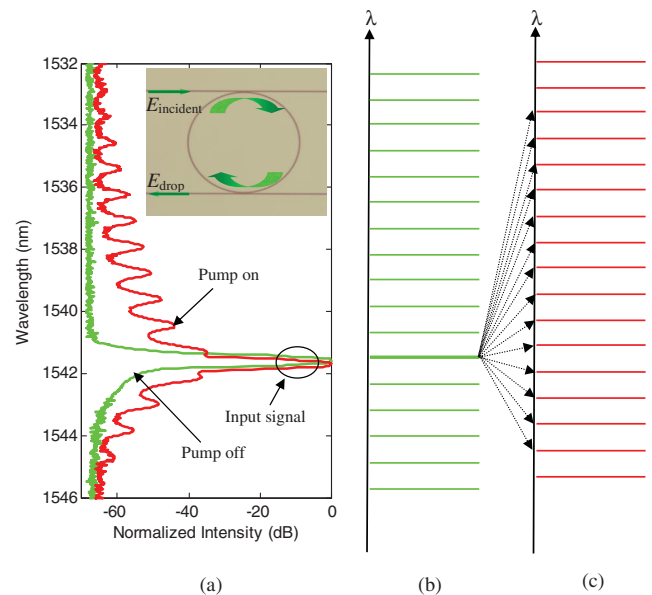 λ
λ
1532
1534
1536
1538
1540
1542
1544
1546
Wavelength (nm)
E_incident
E_drop
Pump on
Input signal
Pump off
-60
-40
-20
0
Normalized Intensity (dB)
(a)
(b)
(c)